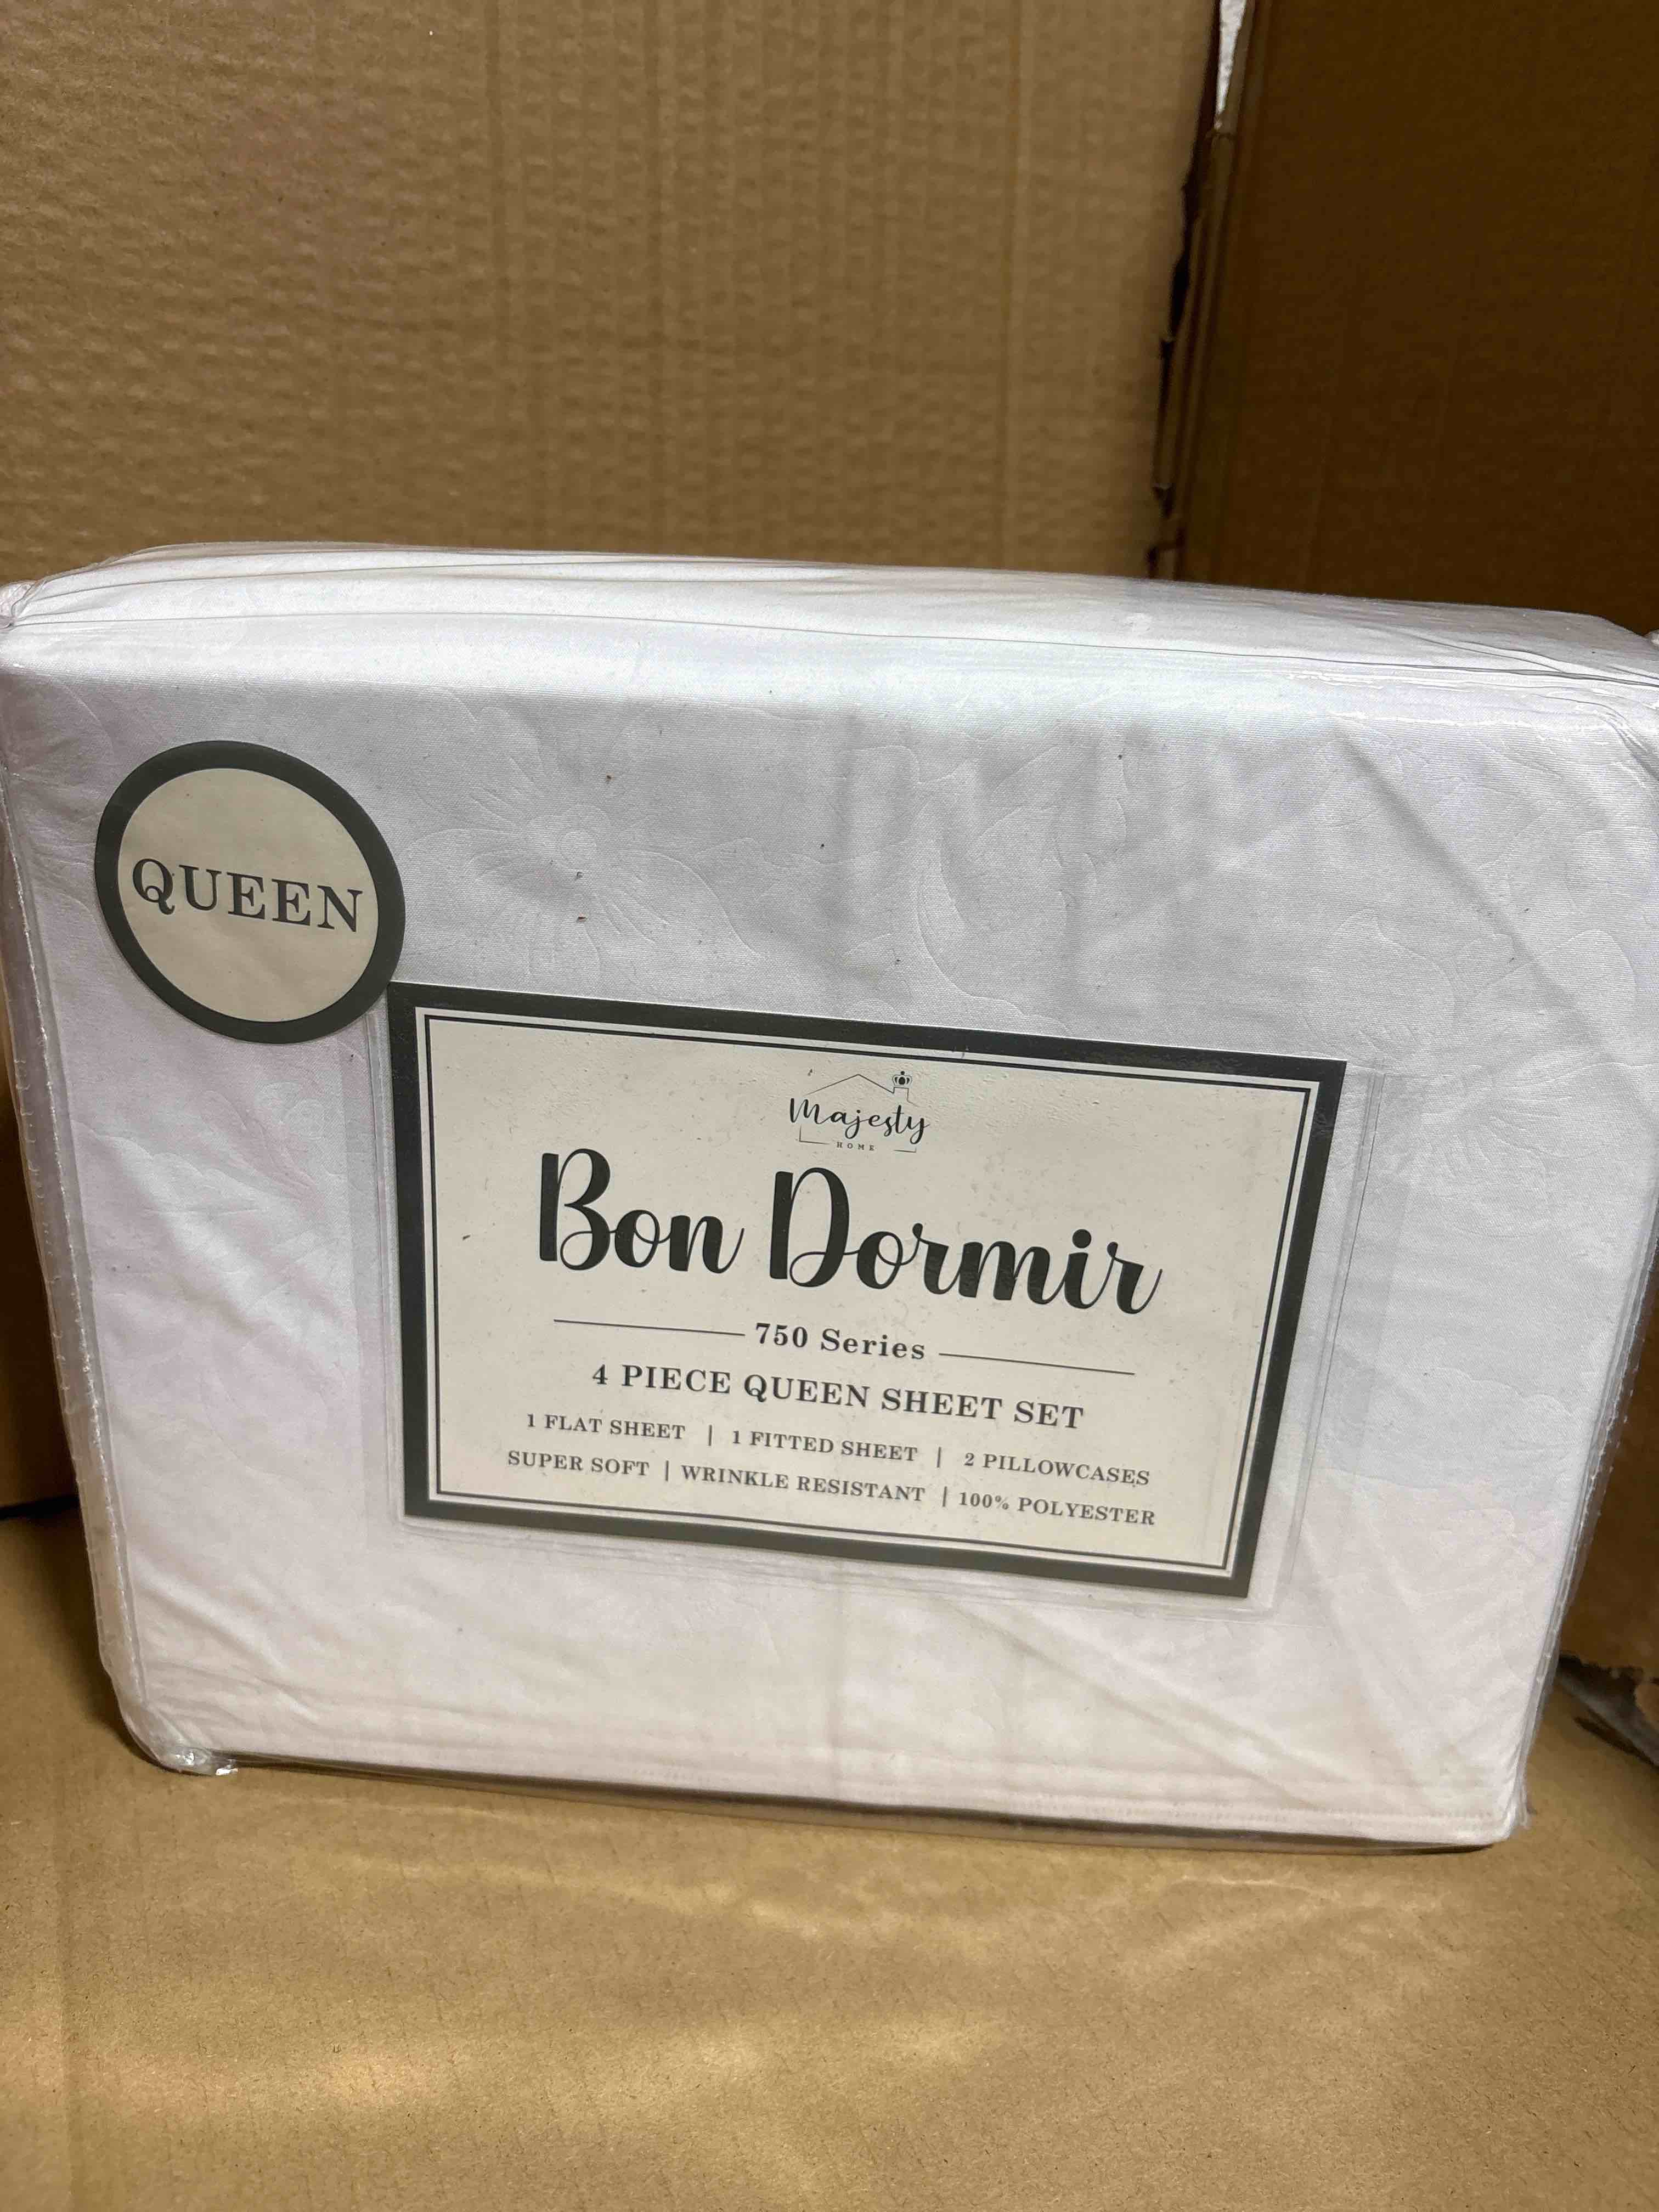 QUEEN
Majesty
HOME
Bon Dormir
750 Series
4 PIECE QUEEN SHEET SET
1 FLAT SHEET | 1 FITTED SHEET | 2 PILLOWCASES
SUPER SOFT | WRINKLE RESISTANT | 100% POLYESTER